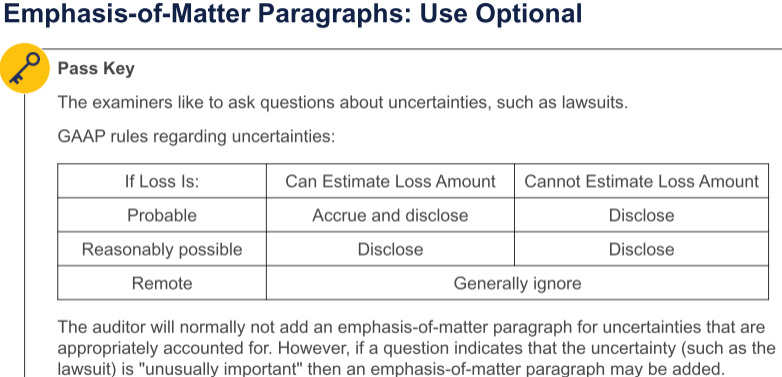 Emphasis-of-Matter Paragraphs: Use Optional
Pass Key
The examiners like to ask questions about uncertainties, such as lawsuits.
GAAP rules regarding uncertainties:
If Loss Is: Can Estimate Loss Amount Cannot Estimate Loss Amount
Probable Accrue and disclose Disclose
Reasonably possible Disclose Disclose
Remote Generally ignore
The auditor will normally not add an emphasis-of-matter paragraph for uncertainties that are
appropriately accounted for. However, if a question indicates that the uncertainty (such as the
lawsuit) is "unusually important" then an emphasis-of-matter paragraph may be added.